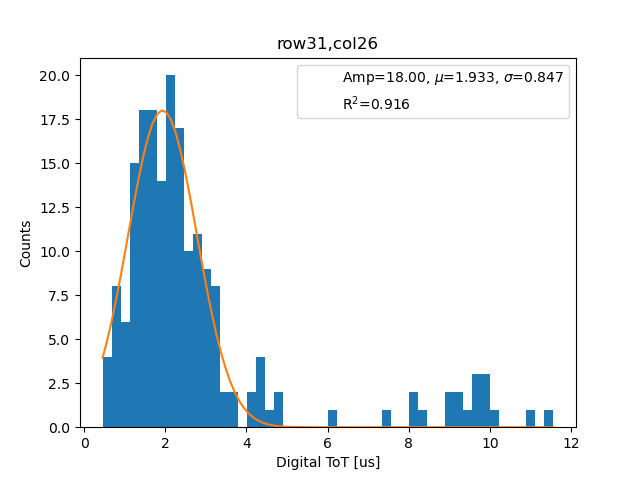 row31,col26
Amp=18.00, μ=1.933, σ=0.847
R²=0.916
Counts
20.0
17.5
15.0
12.5
10.0
7.5
5.0
2.5
0.0
0 2 4 6 8 10 12
Digital ToT [us]